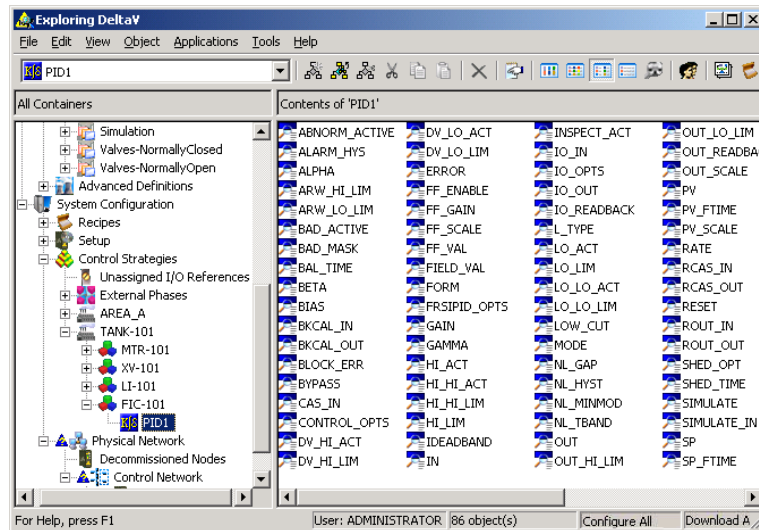 Exploring DeltaV
File Edit View Object Applications Tools Help
PID1
All Containers
Contents of 'PID1'
Simulation
Valves-NormallyClosed
Valves-NormallyOpen
Advanced Definitions
System Configuration
Recipes
Setup
Control Strategies
Unassigned I/O References
External Phases
AREA_A
TANK-101
MTR-101
XV-101
LI-101
FIC-101
PID1
Physical Network
Decommissioned Nodes
Control Network
ABNORM_ACTIVE
ALARM_HYS
ALPHA
ARW_HI_LIM
ARW_LO_LIM
BAD_ACTIVE
BAD_MASK
BAL_TIME
BETA
BIAS
BKCAL_IN
BKCAL_OUT
BLOCK_ERR
BYPASS
CAS_IN
CONTROL_OPTS
DV_HI_ACT
DV_HI_LIM
DV_LO_ACT
DV_LO_LIM
ERROR
FF_ENABLE
FF_GAIN
FF_SCALE
FF_VAL
FIELD_VAL
FORM
FRSIPID_OPTS
GAIN
GAMMA
HI_ACT
HI_HI_ACT
HI_HI_LIM
HI_LIM
IDEADBAND
IN
INSPECT_ACT
IO_IN
IO_OPTS
IO_OUT
IO_READBACK
L_TYPE
LO_ACT
LO_LIM
LO_LO_ACT
LO_LO_LIM
LOW_CUT
MODE
NL_GAP
NL_HYST
NL_MINMOD
NL_TBAND
OUT
OUT_HI_LIM
OUT_LO_LIM
OUT_READBA
OUT_SCALE
PV
PV_FTIME
PV_SCALE
RATE
RCAS_IN
RCAS_OUT
RESET
ROUT_IN
ROUT_OUT
SHED_OPT
SHED_TIME
SIMULATE
SIMULATE_IN
SP
SP_FTIME
For Help, press F1
User: ADMINISTRATOR
86 object(s)
Configure All
Download A